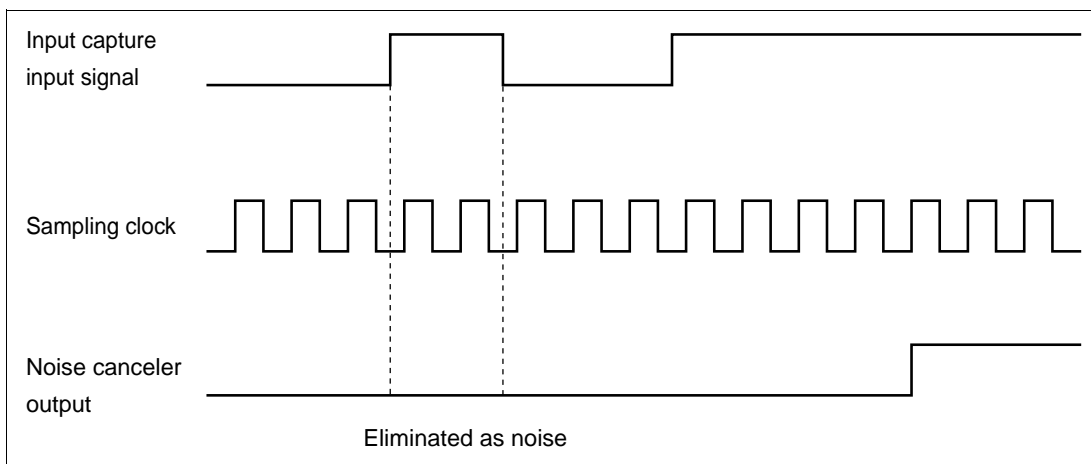 Input capture
input signal
Sampling clock
Noise canceler
output
Eliminated as noise